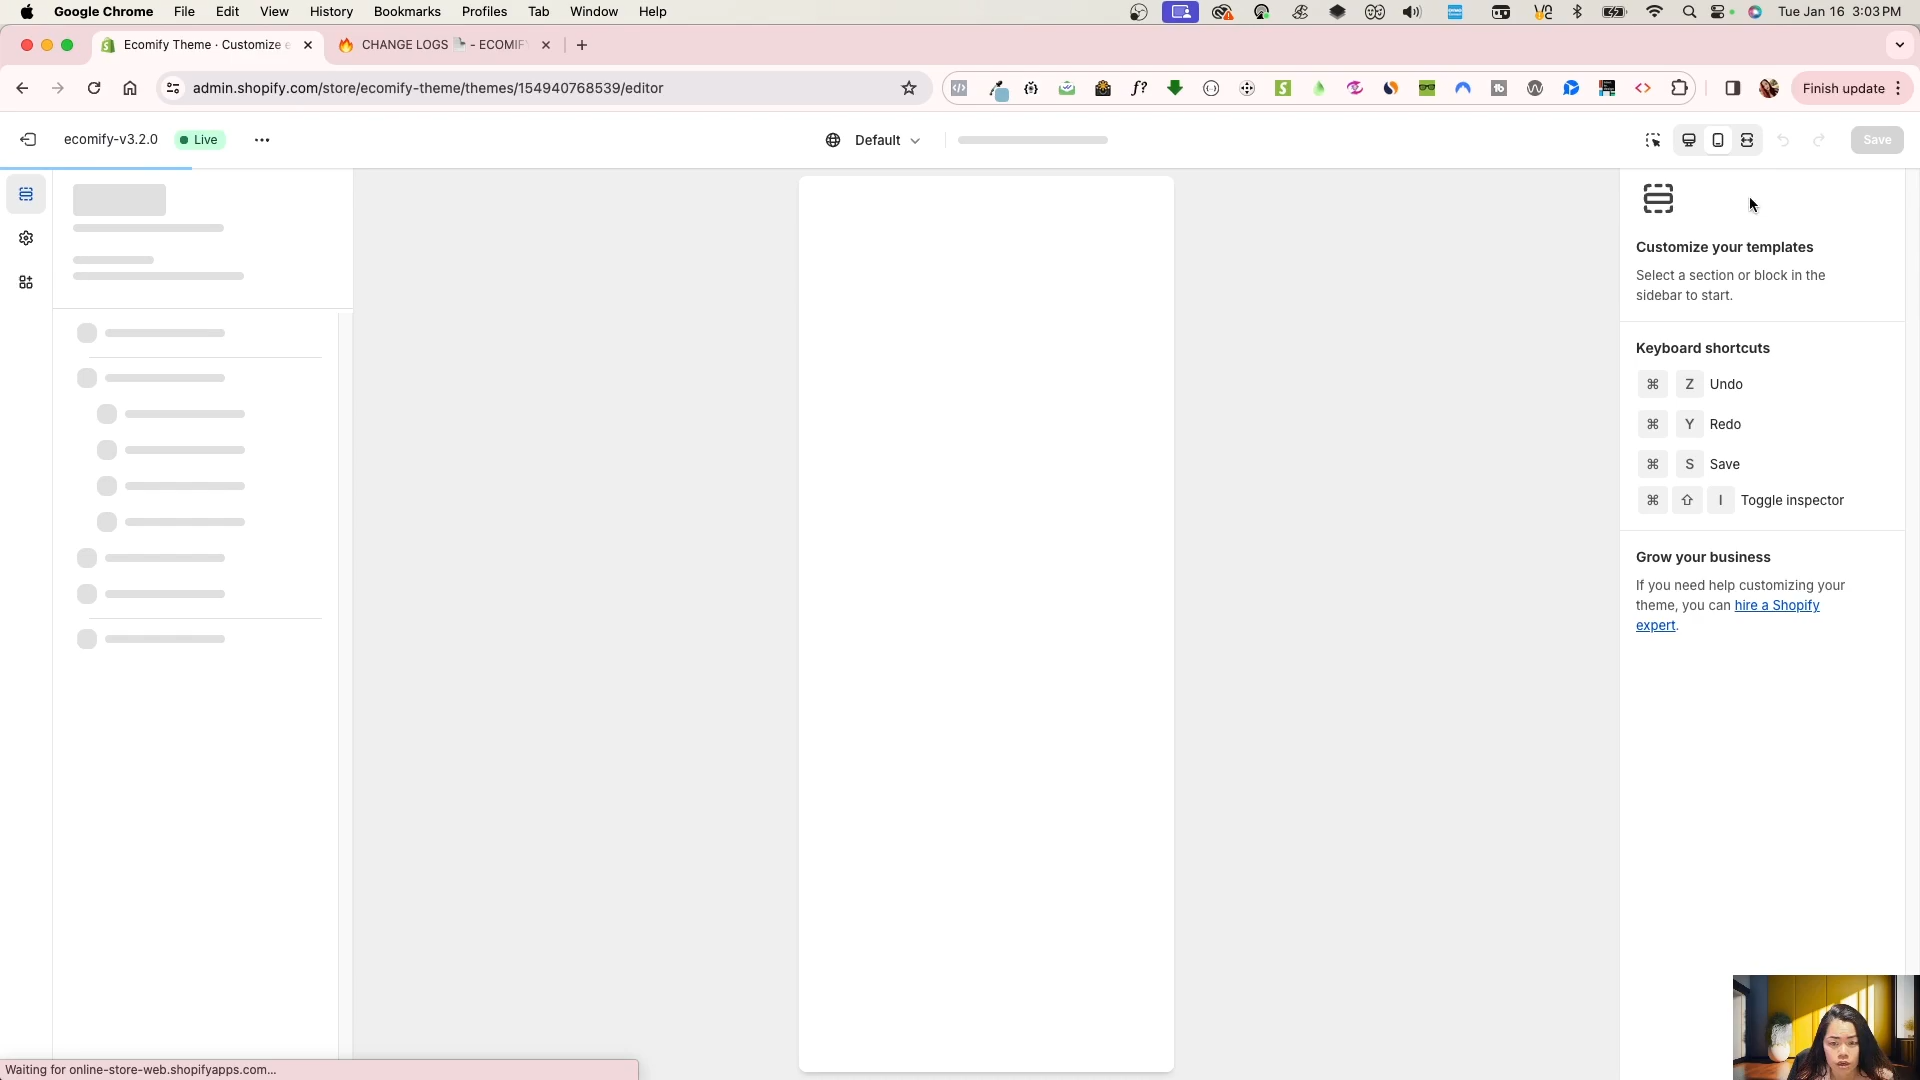 Google Chrome File Edit View History Bookmarks Profiles Tab Window Help
Tue Jan 16 3:03 PM
Ecomify Theme · Customize e
CHANGE LOGS - ECOMIF
admin.shopify.com/store/ecomify-theme/themes/154940768539/editor
f?
Finish update
ecomify-v3.2.0
Live
Default
Save
Customize your templates
Select a section or block in the
sidebar to start.
Keyboard shortcuts
⌘ Z Undo
⌘ Y Redo
⌘ S Save
⌘ ⇧ I Toggle inspector
Grow your business
If you need help customizing your
theme, you can hire a Shopify
expert.
Waiting for online-store-web.shopifyapps.com...